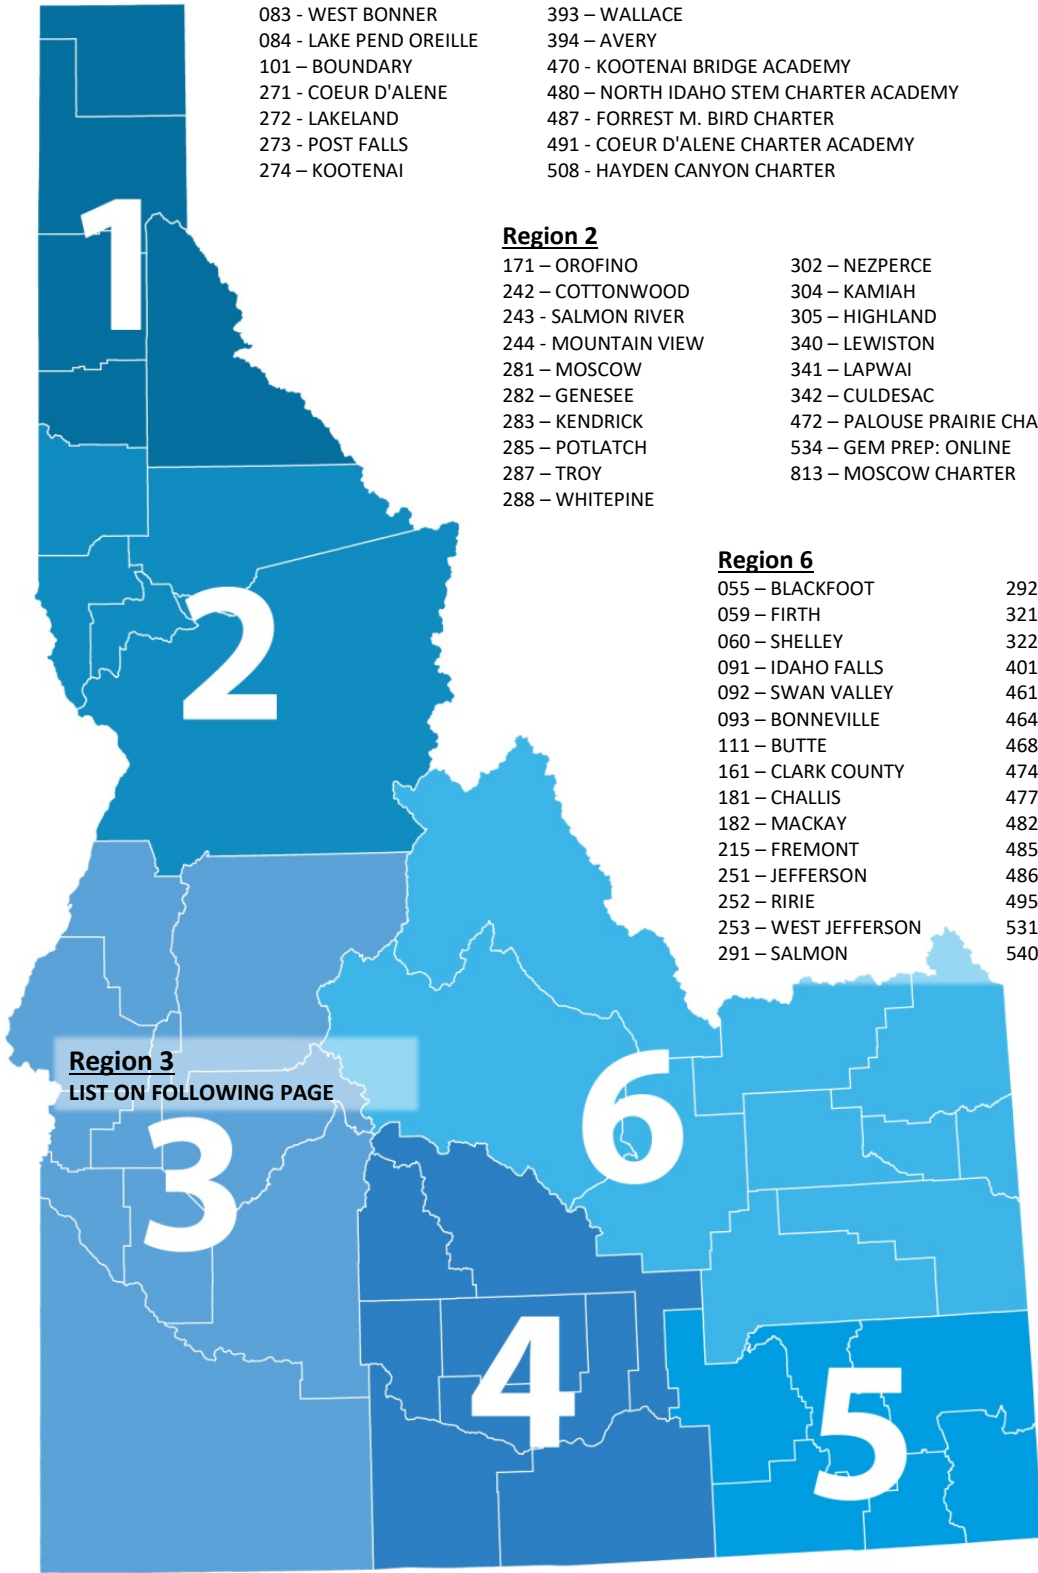 083 - WEST BONNER
084 - LAKE PEND OREILLE
101 – BOUNDARY
271 - COEUR D'ALENE
272 - LAKELAND
273 - POST FALLS
274 – KOOTENAI
393 – WALLACE
394 – AVERY
470 - KOOTENAI BRIDGE ACADEMY
480 – NORTH IDAHO STEM CHARTER ACADEMY
487 - FORREST M. BIRD CHARTER
491 - COEUR D'ALENE CHARTER ACADEMY
508 - HAYDEN CANYON CHARTER
1
Region 2
171 – OROFINO
242 – COTTONWOOD
243 - SALMON RIVER
244 - MOUNTAIN VIEW
281 – MOSCOW
282 – GENESEE
283 – KENDRICK
285 – POTLATCH
287 – TROY
288 – WHITEPINE
302 – NEZPERCE
304 – KAMIAH
305 – HIGHLAND
340 – LEWISTON
341 – LAPWAI
342 – CULDESAC
472 – PALOUSE PRAIRIE CHA
534 – GEM PREP: ONLINE
813 – MOSCOW CHARTER
2
Region 6
055 – BLACKFOOT
059 – FIRTH
060 – SHELLEY
091 – IDAHO FALLS
092 – SWAN VALLEY
093 – BONNEVILLE
111 – BUTTE
161 – CLARK COUNTY
181 – CHALLIS
182 – MACKAY
215 – FREMONT
251 – JEFFERSON
252 – RIRIE
253 – WEST JEFFERSON
291 – SALMON
292
321
322
401
461
464
468
474
477
482
485
486
495
531
540
Region 3
LIST ON FOLLOWING PAGE
6
3
4
5